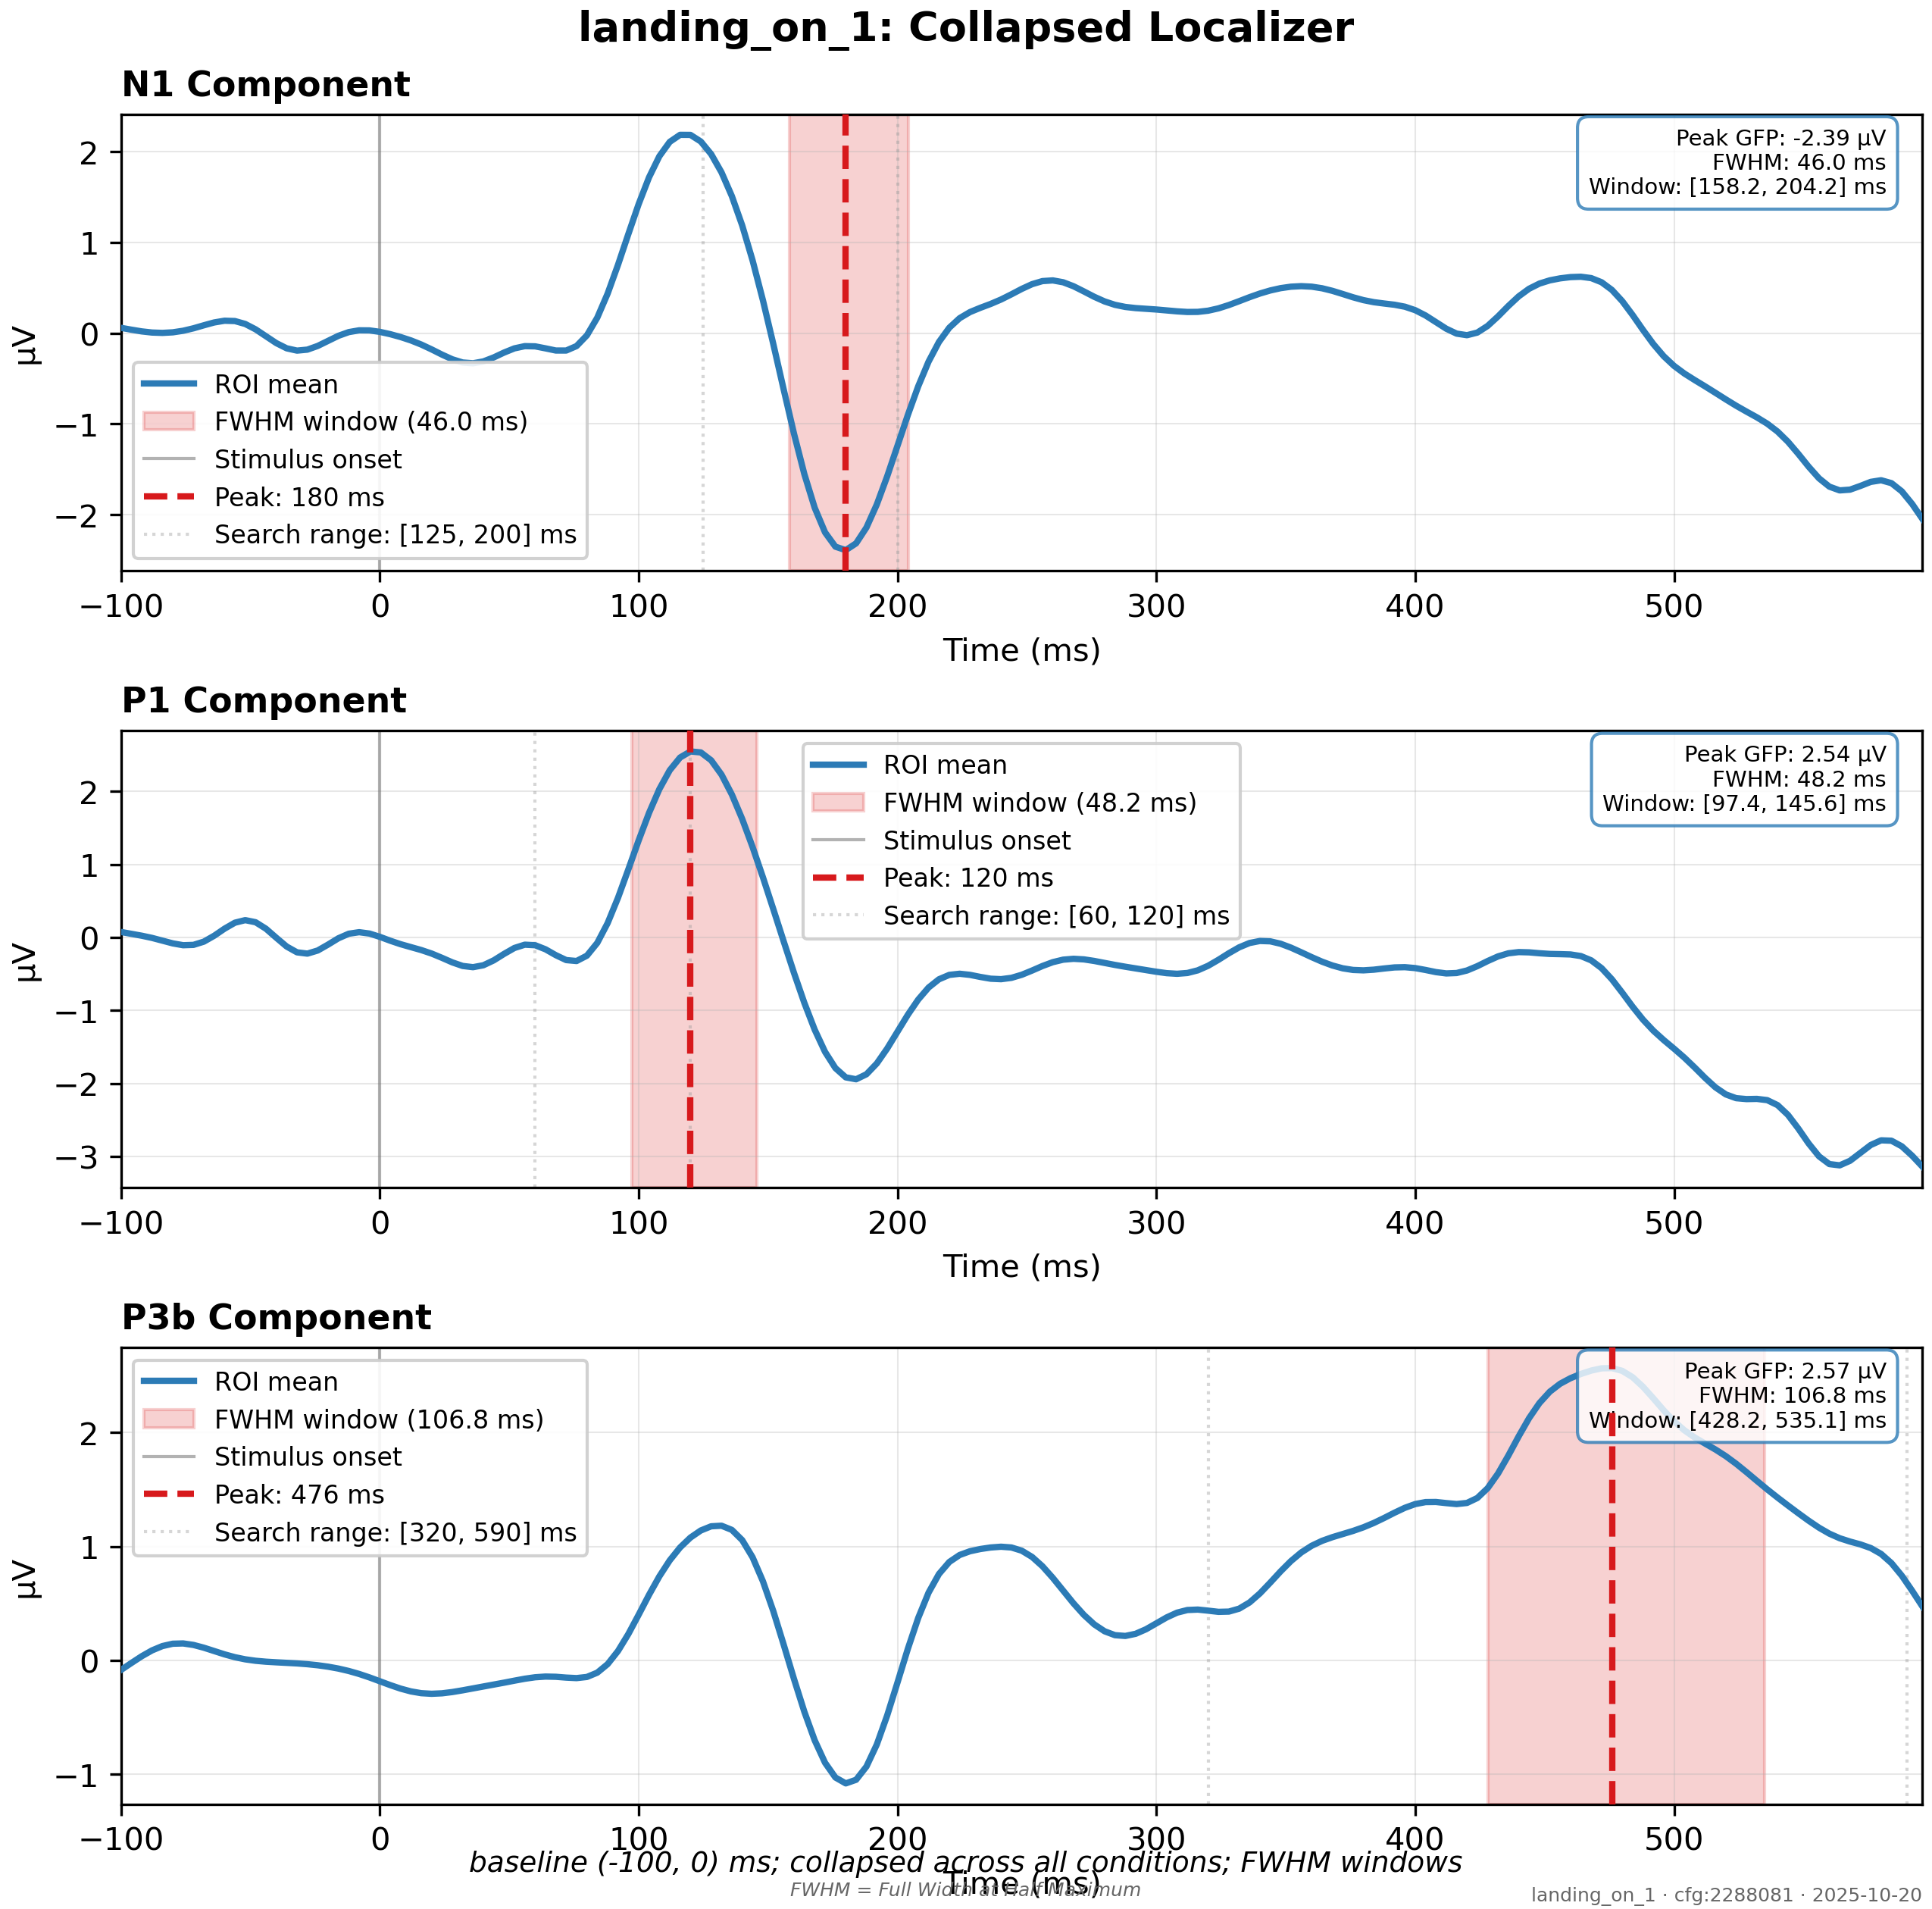 landing_on_1: Collapsed Localizer
N1 Component
Peak GFP: -2.39 µV
FWHM: 46.0 ms
Window: [158.2, 204.2] ms
2
1
0
−1
−2
µV
ROI mean
FWHM window (46.0 ms)
Stimulus onset
Peak: 180 ms
Search range: [125, 200] ms
−100 0 100 200 300 400 500
Time (ms)
P1 Component
Peak GFP: 2.54 µV
FWHM: 48.2 ms
Window: [97.4, 145.6] ms
ROI mean
FWHM window (48.2 ms)
Stimulus onset
Peak: 120 ms
Search range: [60, 120] ms
2
1
0
−1
−2
−3
µV
−100 0 100 200 300 400 500
Time (ms)
P3b Component
ROI mean
FWHM window (106.8 ms)
Stimulus onset
Peak: 476 ms
Search range: [320, 590] ms
Peak GFP: 2.57 µV
FWHM: 106.8 ms
Window: [428.2, 535.1] ms
2
1
0
−1
µV
−100 0 100 200 300 400 500
baseline (-100, 0) ms; collapsed across all conditions; FWHM windows
Time (ms)
FWHM = Full Width at Half Maximum
landing_on_1 · cfg:2288081 · 2025-10-20